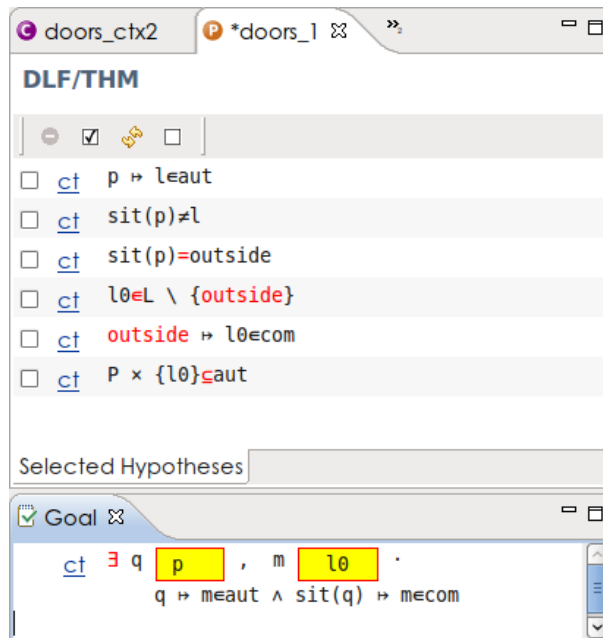 doors_ctx2 *doors_1 »2
DLF/THM
ct p ↦ l∈aut
ct sit(p)≠l
ct sit(p)=outside
ct l0∈L \ {outside}
ct outside ↦ l0∈com
ct P × {l0}⊆aut
Selected Hypotheses
Goal
ct ∃ q p , m l0 ·
q ↦ m∈aut ∧ sit(q) ↦ m∈com